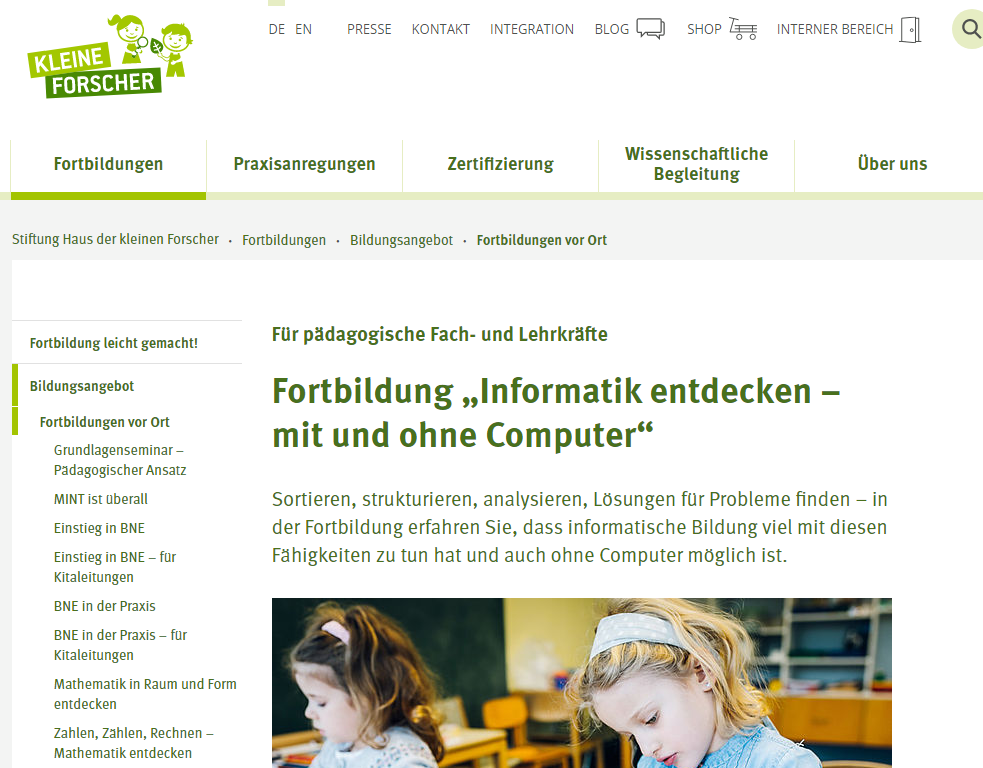 DE EN PRESSE KONTAKT INTEGRATION BLOG SHOP INTERNER BEREICH
KLEINE
FORSCHER
Fortbildungen
Praxisanregungen
Zertifizierung
Wissenschaftliche
Begleitung
Über uns
Stiftung Haus der kleinen Forscher • Fortbildungen • Bildungsangebot • Fortbildungen vor Ort
Fortbildung leicht gemacht!
Bildungsangebot
Fortbildungen vor Ort
Grundlagenseminar –
Pädagogischer Ansatz
MINT ist überall
Einstieg in BNE
Einstieg in BNE – für
Kitaleitungen
BNE in der Praxis
BNE in der Praxis – für
Kitaleitungen
Mathematik in Raum und Form
entdecken
Zahlen, Zählen, Rechnen –
Mathematik entdecken
Für pädagogische Fach- und Lehrkräfte
Fortbildung „Informatik entdecken –
mit und ohne Computer“
Sortieren, strukturieren, analysieren, Lösungen für Probleme finden – in
der Fortbildung erfahren Sie, dass informatische Bildung viel mit diesen
Fähigkeiten zu tun hat und auch ohne Computer möglich ist.